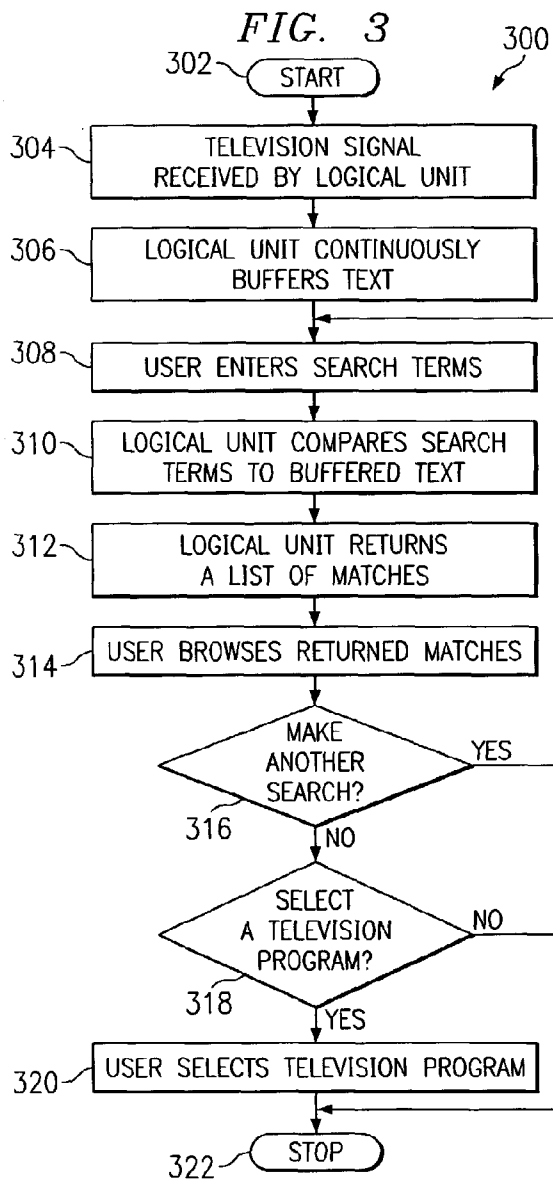 FIG. 3
300
302
START
304
TELEVISION SIGNAL
RECEIVED BY LOGICAL UNIT
306
LOGICAL UNIT CONTINUOUSLY
BUFFERS TEXT
308
USER ENTERS SEARCH TERMS
310
LOGICAL UNIT COMPARES SEARCH
TERMS TO BUFFERED TEXT
312
LOGICAL UNIT RETURNS
A LIST OF MATCHES
314
USER BROWSES RETURNED MATCHES
MAKE
ANOTHER
SEARCH?
YES
316
NO
SELECT
A TELEVISION
PROGRAM?
NO
318
YES
320
USER SELECTS TELEVISION PROGRAM
322
STOP